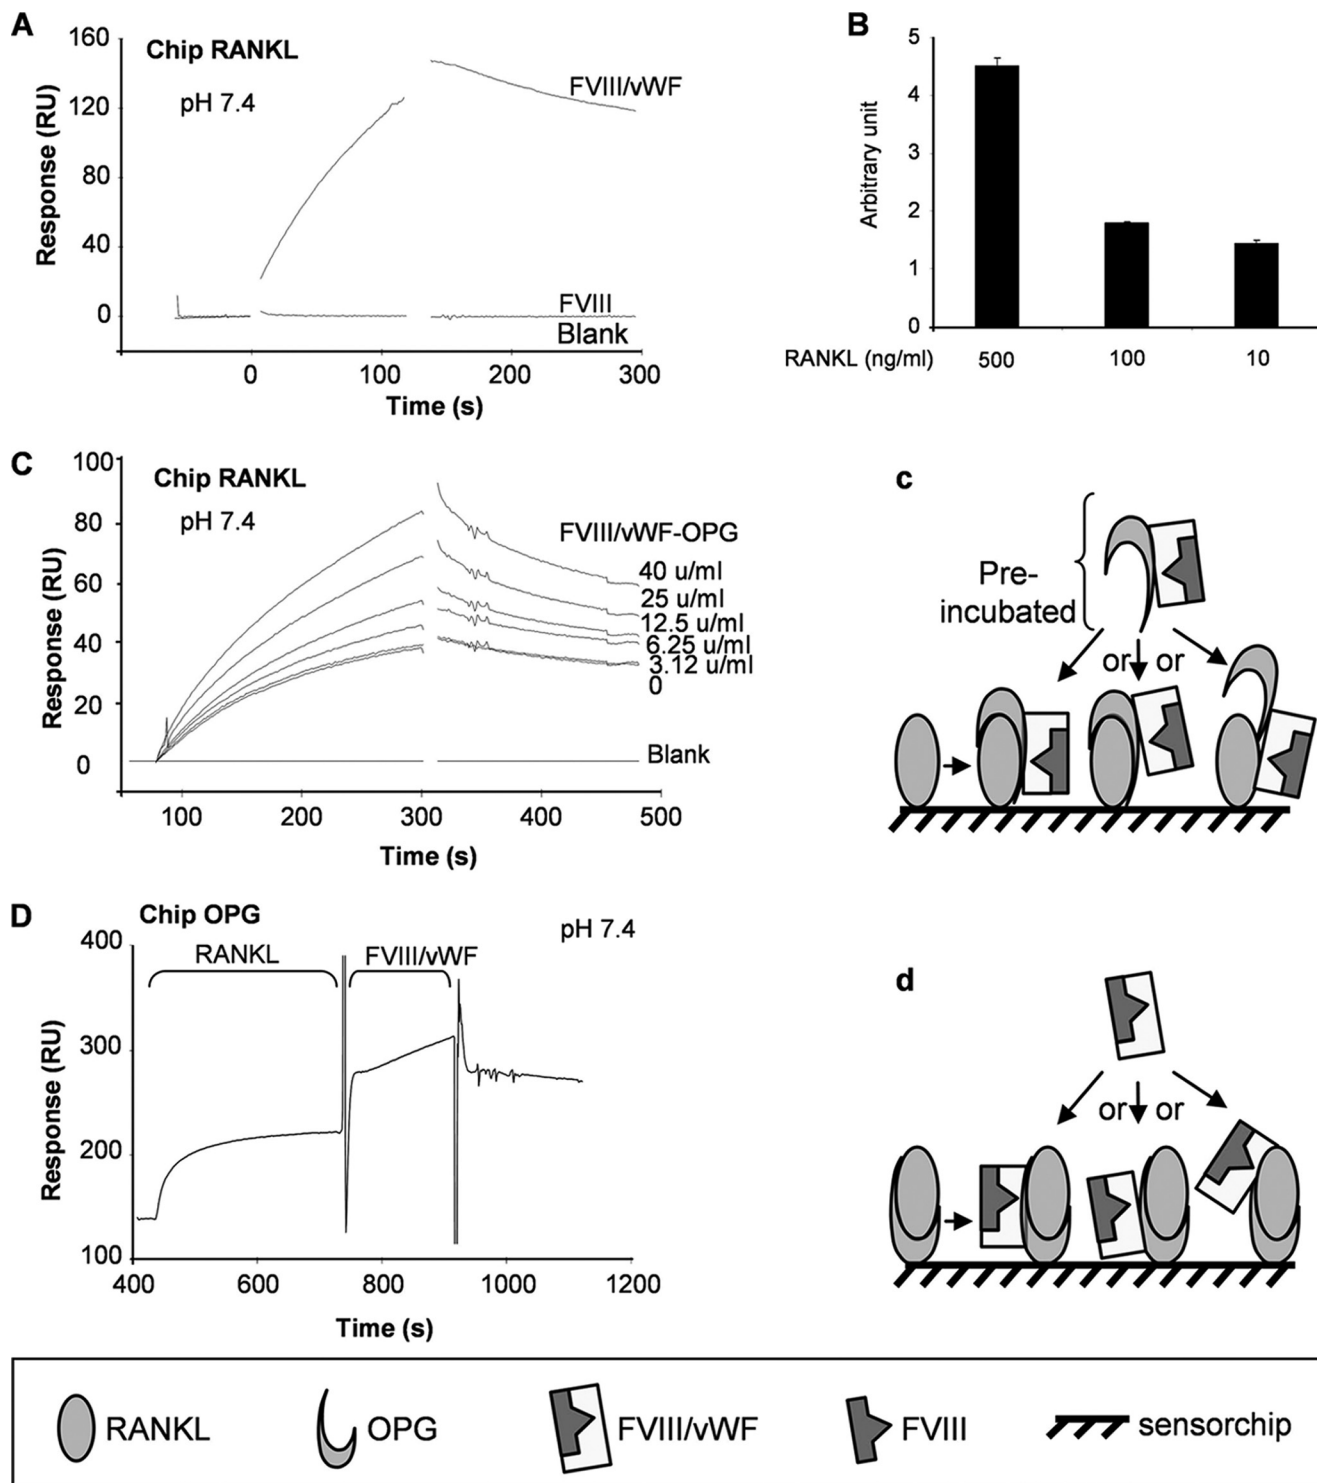 A
Chip RANKL
pH 7.4
Response (RU)
160
120
80
40
0
FVIII/vWF
FVIII
Blank
0
100
200
300
Time (s)
B
Arbitrary unit
5
4
3
2
1
0
RANKL (ng/ml)
500
100
10
C
Chip RANKL
pH 7.4
Response (RU)
100
80
60
40
20
0
FVIII/vWF-OPG
40 u/ml
25 u/ml
12.5 u/ml
6.25 u/ml
3.12 u/ml
0
Blank
100
200
300
400
500
Time (s)
c
Pre-
incubated
or or
D
Chip OPG
pH 7.4
Response (RU)
400
300
200
100
RANKL
FVIII/vWF
400
600
800
1000
1200
Time (s)
d
or or
RANKL
OPG
FVIII/vWF
FVIII
sensorchip